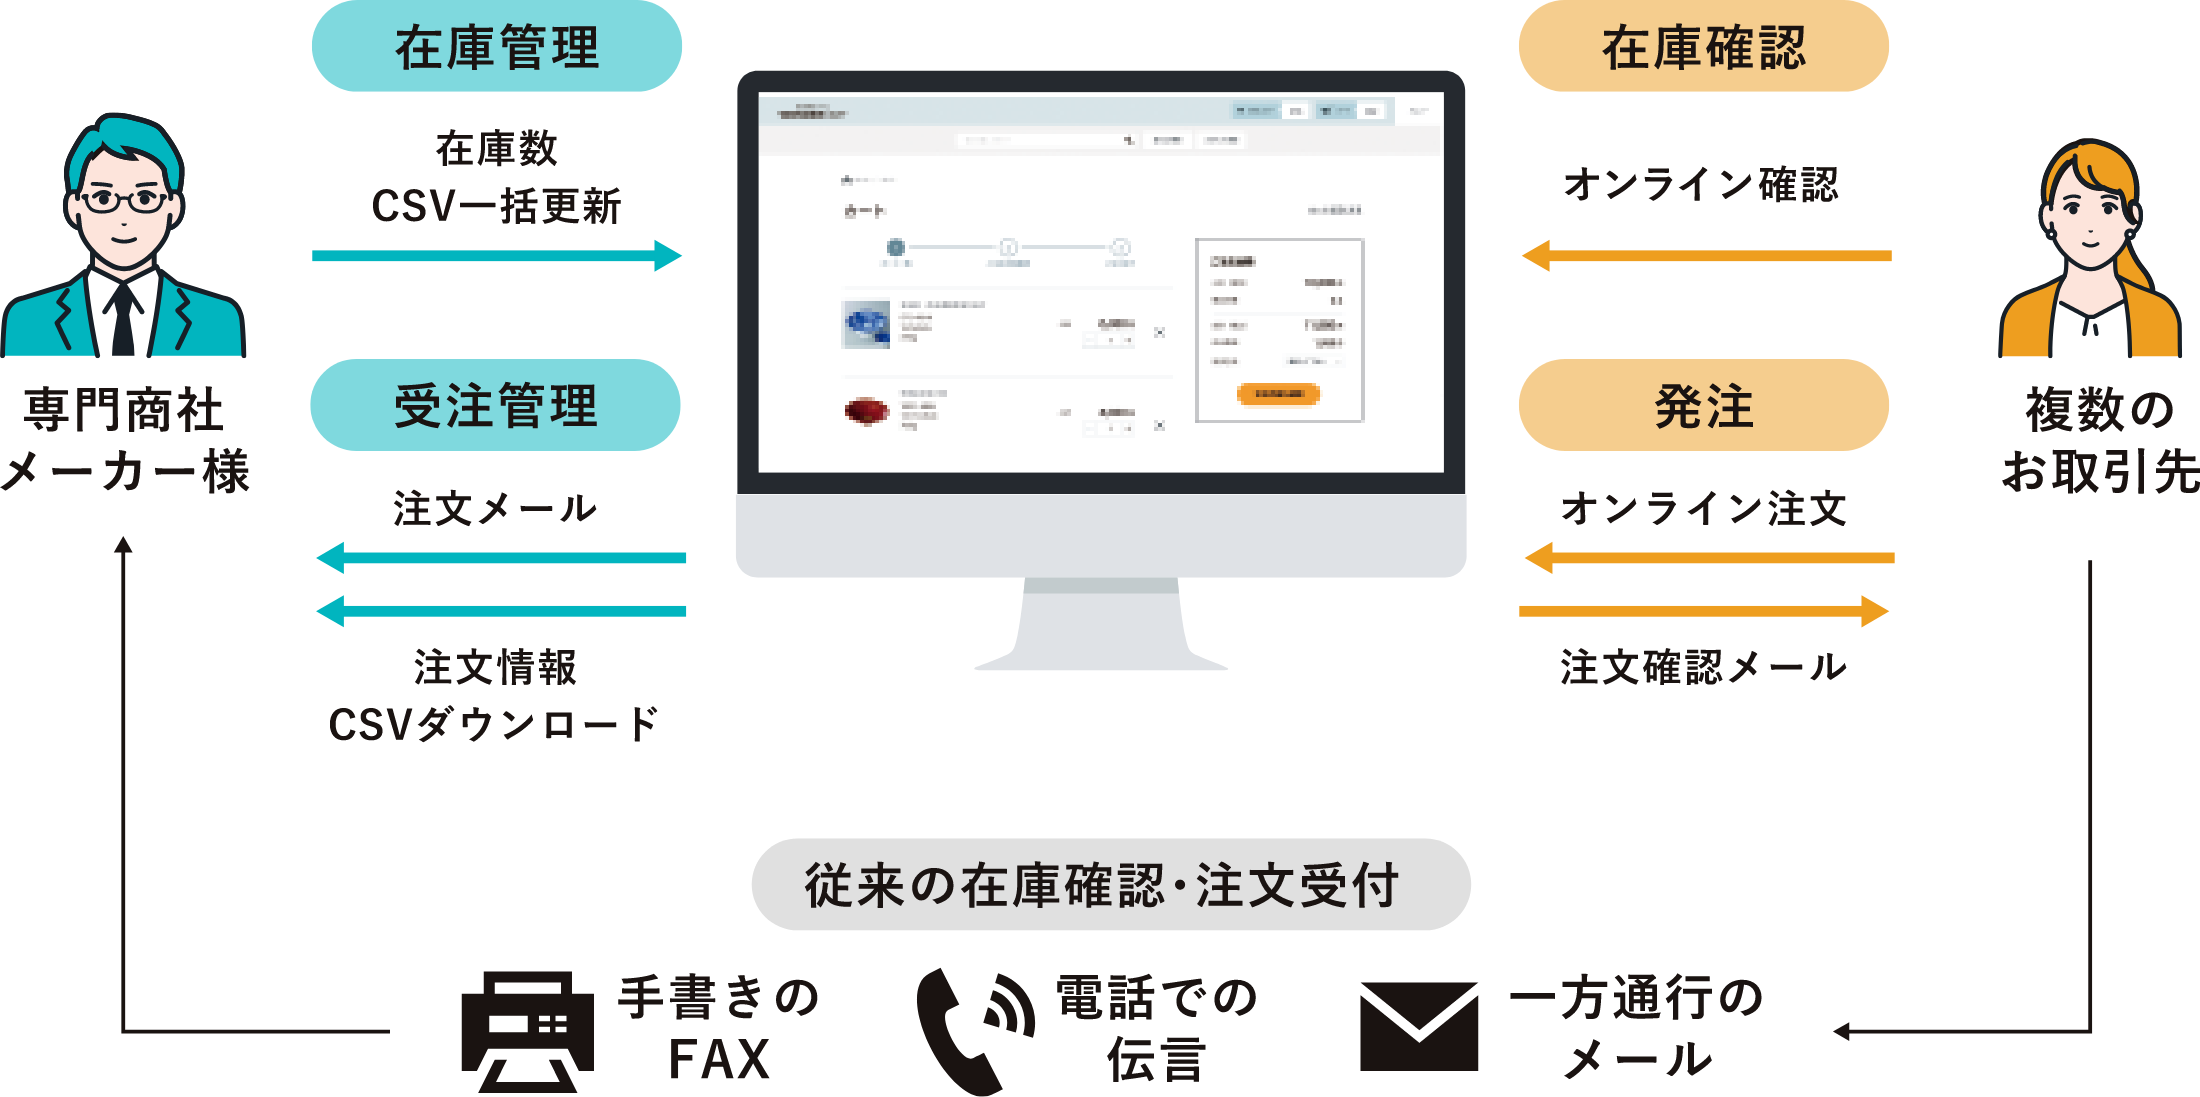 在庫管理
在庫数
CSV一括更新
専門商社
メーカー様
受注管理
注文メール
注文情報
CSVダウンロード
カート
在庫確認
オンライン確認
発注
オンライン注文
注文確認メール
複数の
お取引先
従来の在庫確認・注文受付
手書きの
FAX
電話での
伝言
一方通行の
メール